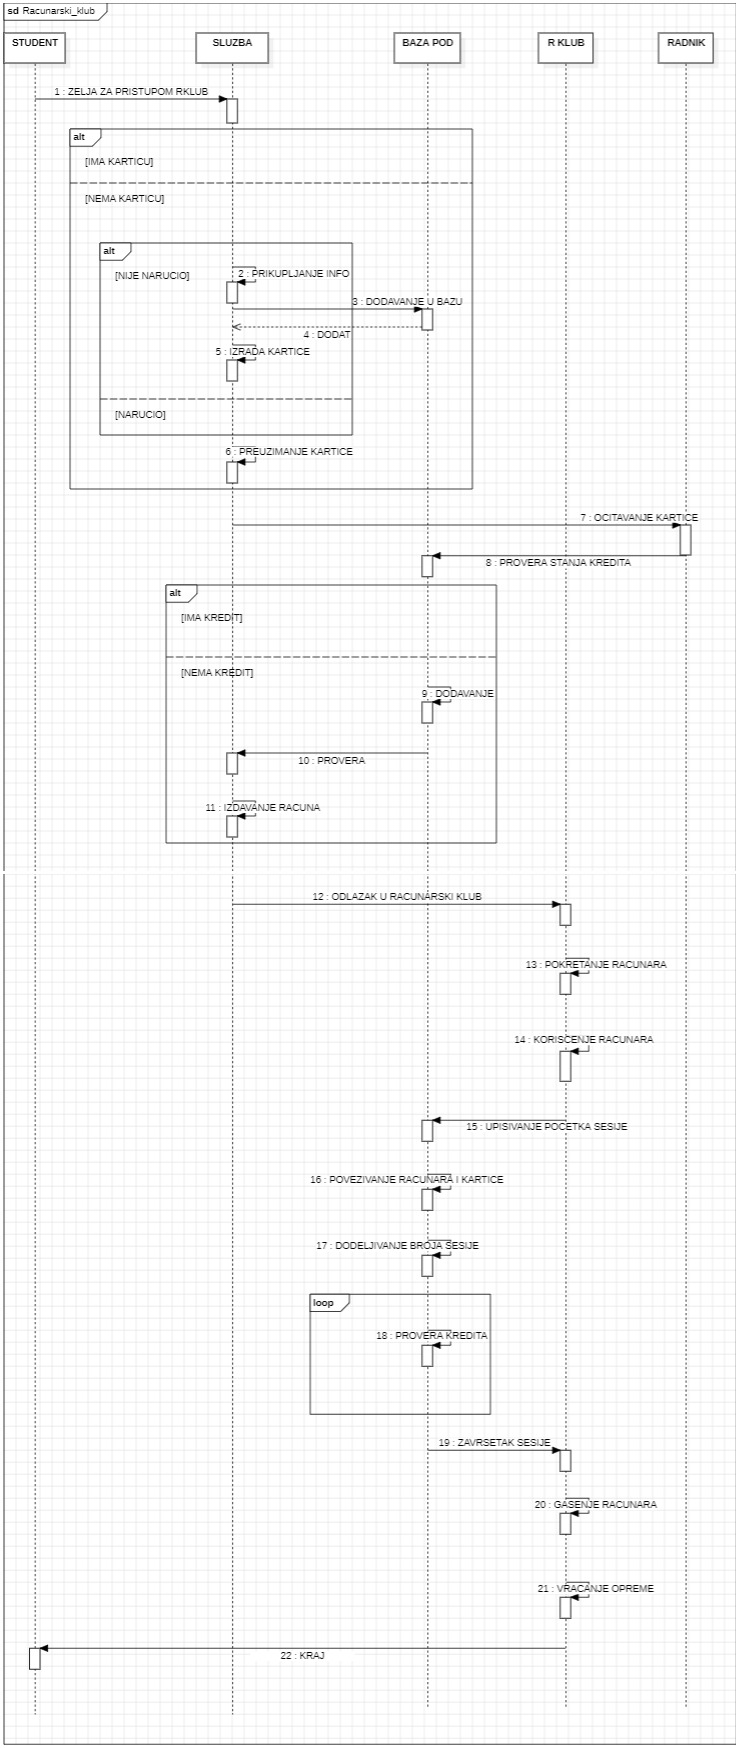 sd Racunarski_klub
STUDENT
SLUZBA
BAZA POD
R KLUB
RADNIK
1 : ZELJA ZA PRISTUPOM RKLUB
alt
[IMA KARTICU]
[NEMA KARTICU]
alt
[NIJE NARUCIO]
2 : PRIKUPLJANJE INFO
3 : DODAVANJE U BAZU
4 : DODAT
5 : IZRADA KARTICE
[NARUCIO]
6 : PREUZIMANJE KARTICE
7 : OCITAVANJE KARTICE
8 : PROVERA STANJA KREDITA
alt
[IMA KREDIT]
[NEMA KREDIT]
9 : DODAVANJE
10 : PROVERA
11 : IZDAVANJE RACUNA
12 : ODLAZAK U RACUNARSKI KLUB
13 : POKRETANJE RACUNARA
14 : KORISCENJE RACUNARA
15 : UPISIVANJE POCETKA SESIJE
16 : POVEZIVANJE RACUNARA I KARTICE
17 : DODELJIVANJE BROJA SESIJE
loop
18 : PROVERA KREDITA
19 : ZAVRSETAK SESIJE
20 : GASENJE RACUNARA
21 : VRACANJE OPREME
22 : KRAJ